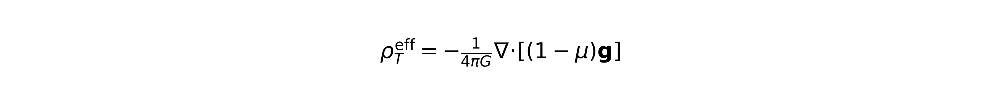 ρ_T^eff = −1/(4πG) ∇·[(1 − μ)𝐠]